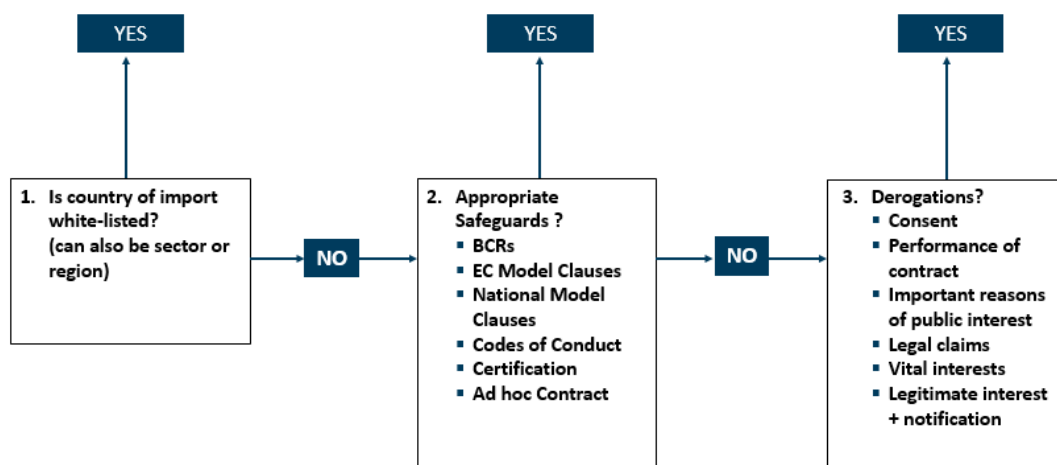 YES
YES
YES
1. Is country of import
white-listed?
(can also be sector or
region)
NO
2. Appropriate
Safeguards ?
▪ BCRs
▪ EC Model Clauses
▪ National Model
Clauses
▪ Codes of Conduct
▪ Certification
▪ Ad hoc Contract
NO
3. Derogations?
▪ Consent
▪ Performance of
contract
▪ Important reasons
of public interest
▪ Legal claims
▪ Vital interests
▪ Legitimate interest
+ notification